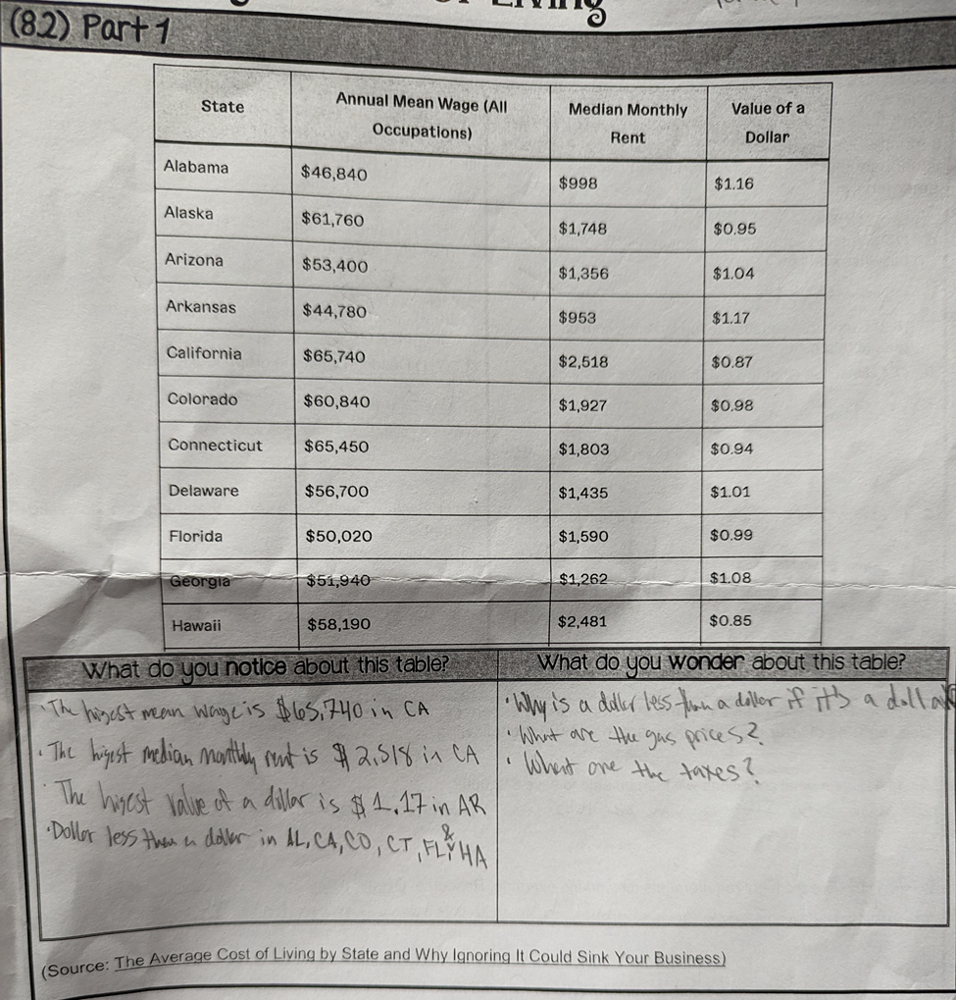 (8.2) Part 1
State Annual Mean Wage (All Occupations) Median Monthly Rent Value of a Dollar
Alabama $46,840 $998 $1.16
Alaska $61,760 $1,748 $0.95
Arizona $53,400 $1,356 $1.04
Arkansas $44,780 $953 $1.17
California $65,740 $2,518 $0.87
Colorado $60,840 $1,927 $0.98
Connecticut $65,450 $1,803 $0.94
Delaware $56,700 $1,435 $1.01
Florida $50,020 $1,590 $0.99
Georgia $51,940 $1,262 $1.08
Hawaii $58,190 $2,481 $0.85
What do you notice about this table?
· The higest mean wage is $65,740 in CA
· The higest median monthly rent is $2,518 in CA
· The higest value of a dollar is $1.17 in AR
· Dollar less than a dollar in AL, CA, CO, CT, FL, & HA
What do you wonder about this table?
· Why is a dollar less than a dollar if it's a dollar
· What are the gas prices?
· What are the taxes?
(Source: The Average Cost of Living by State and Why Ignoring It Could Sink Your Business)